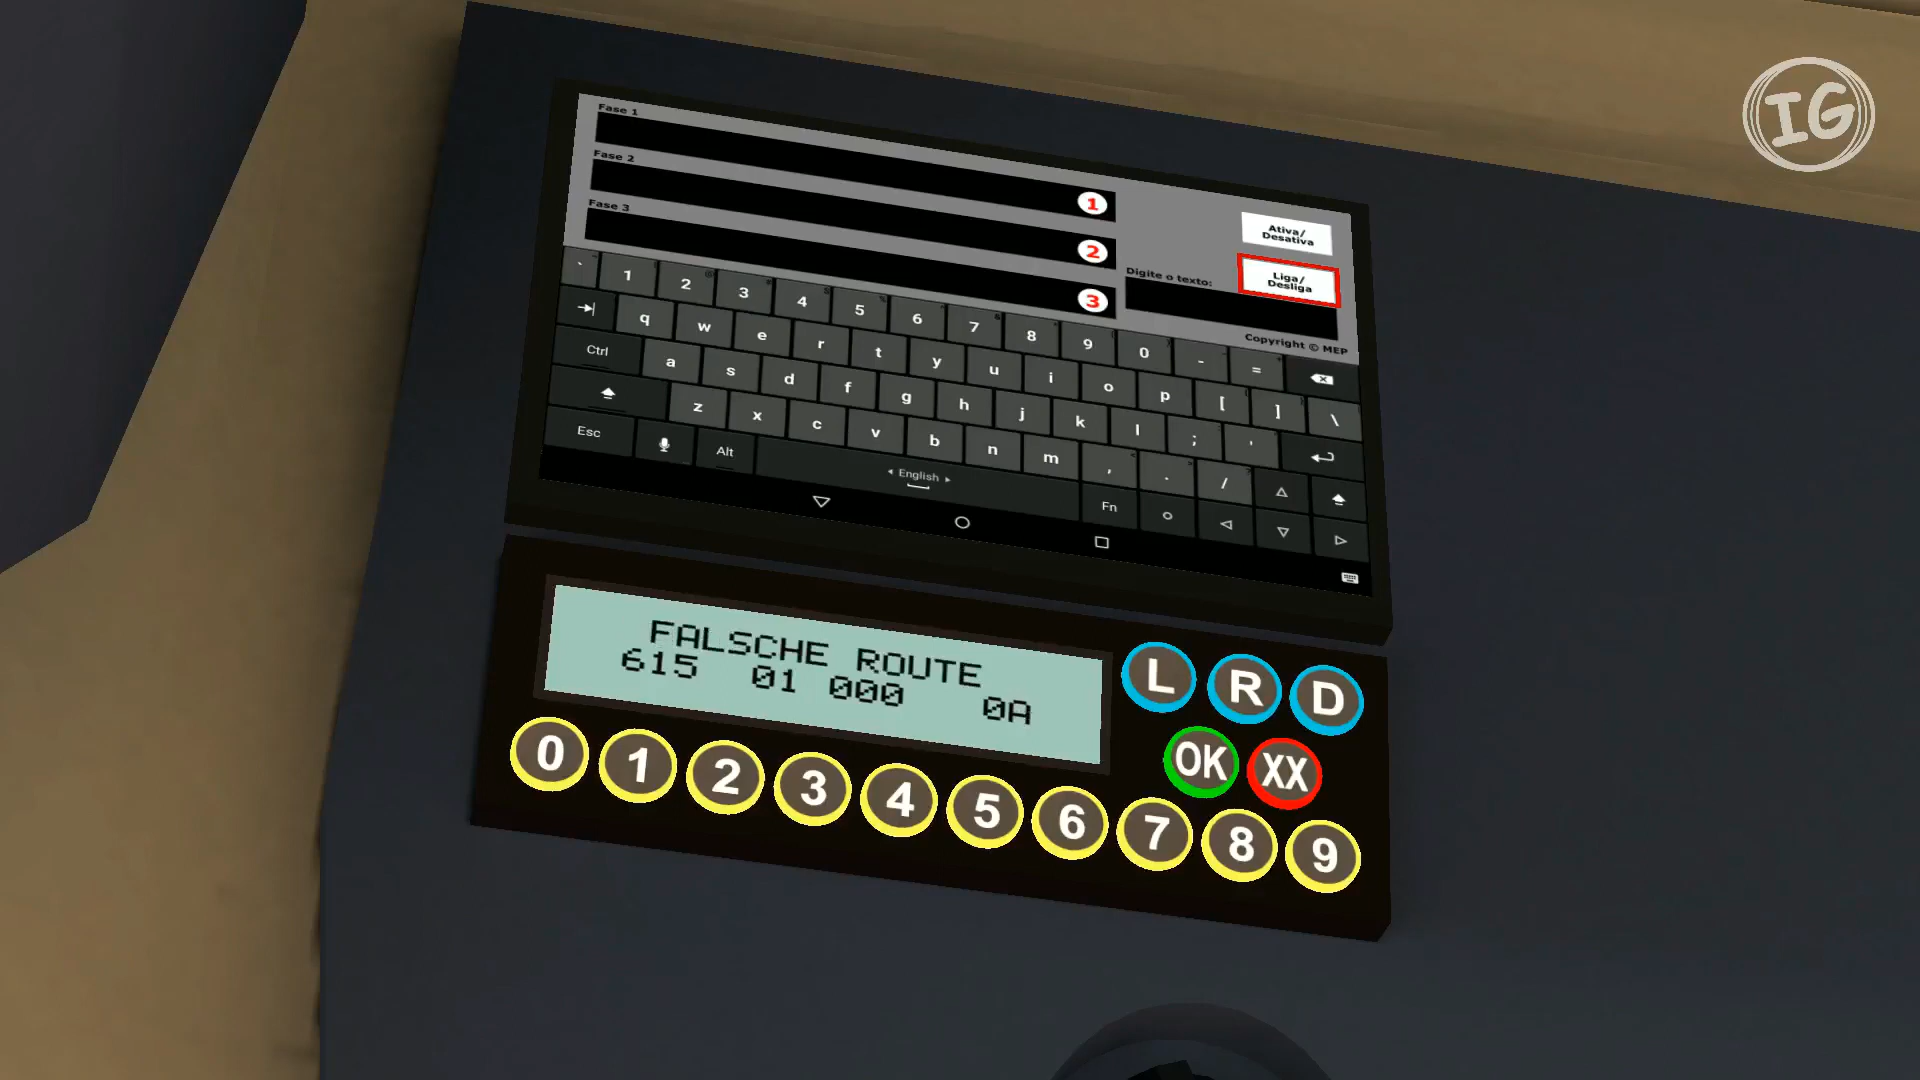 IG
Fase 1
1
Fase 2
2
Fase 3
3
Ativa/
Desativa
Liga/
Desliga
Digite o texto:
Copyright © MEP
` 1 2 3 4 5 6 7 8 9 0 - =
q w e r t y u i o p [ ] \
Ctrl a s d f g h j k l ; '
z x c v b n m , . /
Esc Alt English Fn
FALSCHE ROUTE
615 01 000 0A
L R D
OK XX
0 1 2 3 4 5 6 7 8 9